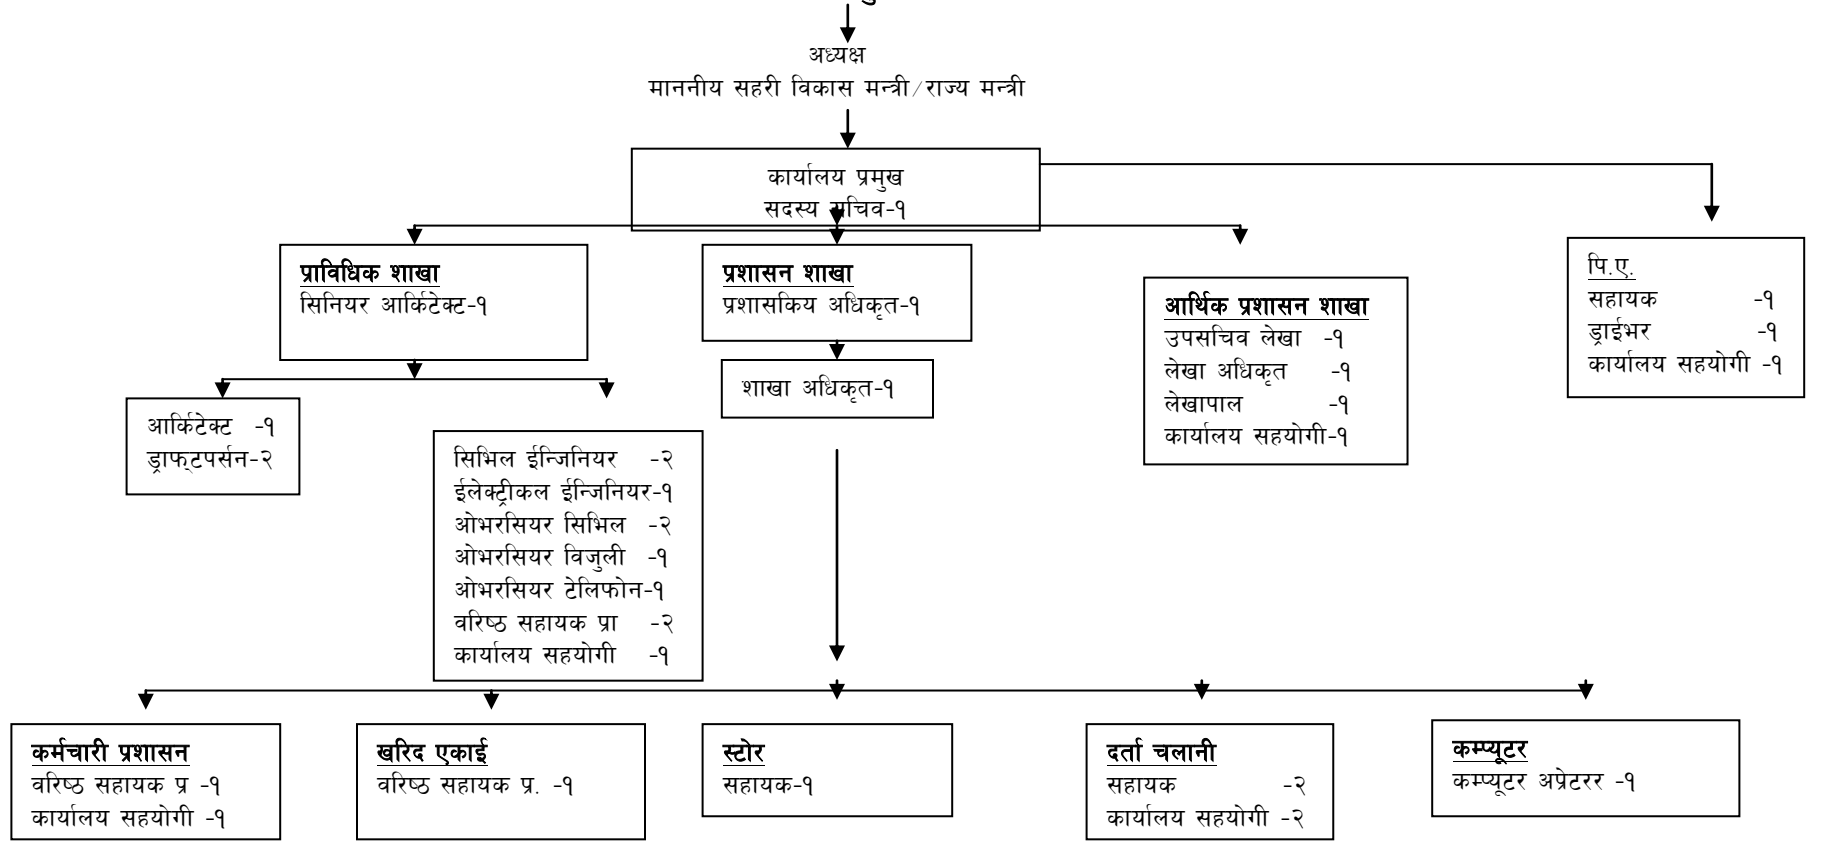 अध्यक्ष
माननीय सहरी विकास मन्त्री/राज्य मन्त्री
कार्यालय प्रमुख
सदस्य सचिव-१
प्राविधिक शाखा
सिनियर आर्किटेक्ट-१
प्रशासन शाखा
प्रशासकिय अधिकृत-१
आर्थिक प्रशासन शाखा
उपसचिव लेखा -१
लेखा अधिकृत -१
लेखापाल -१
कार्यालय सहयोगी-१
पि.ए.
सहायक -१
ड्राईभर -१
कार्यालय सहयोगी -१
शाखा अधिकृत-१
आर्किटेक्ट -१
ड्राफ्टपर्सन-२
सिभिल ईन्जिनियर -२
ईलेक्ट्रीकल ईन्जिनियर-१
ओभरसियर सिभिल -२
ओभरसियर विजुली -१
ओभरसियर टेलिफोन-१
वरिष्ठ सहायक प्रा -२
कार्यालय सहयोगी -१
कर्मचारी प्रशासन
वरिष्ठ सहायक प्र -१
कार्यालय सहयोगी -१
खरिद एकाई
वरिष्ठ सहायक प्र. -१
स्टोर
सहायक-१
दर्ता चलानी
सहायक -२
कार्यालय सहयोगी -२
कम्प्यूटर
कम्प्यूटर अप्रेटरर -१